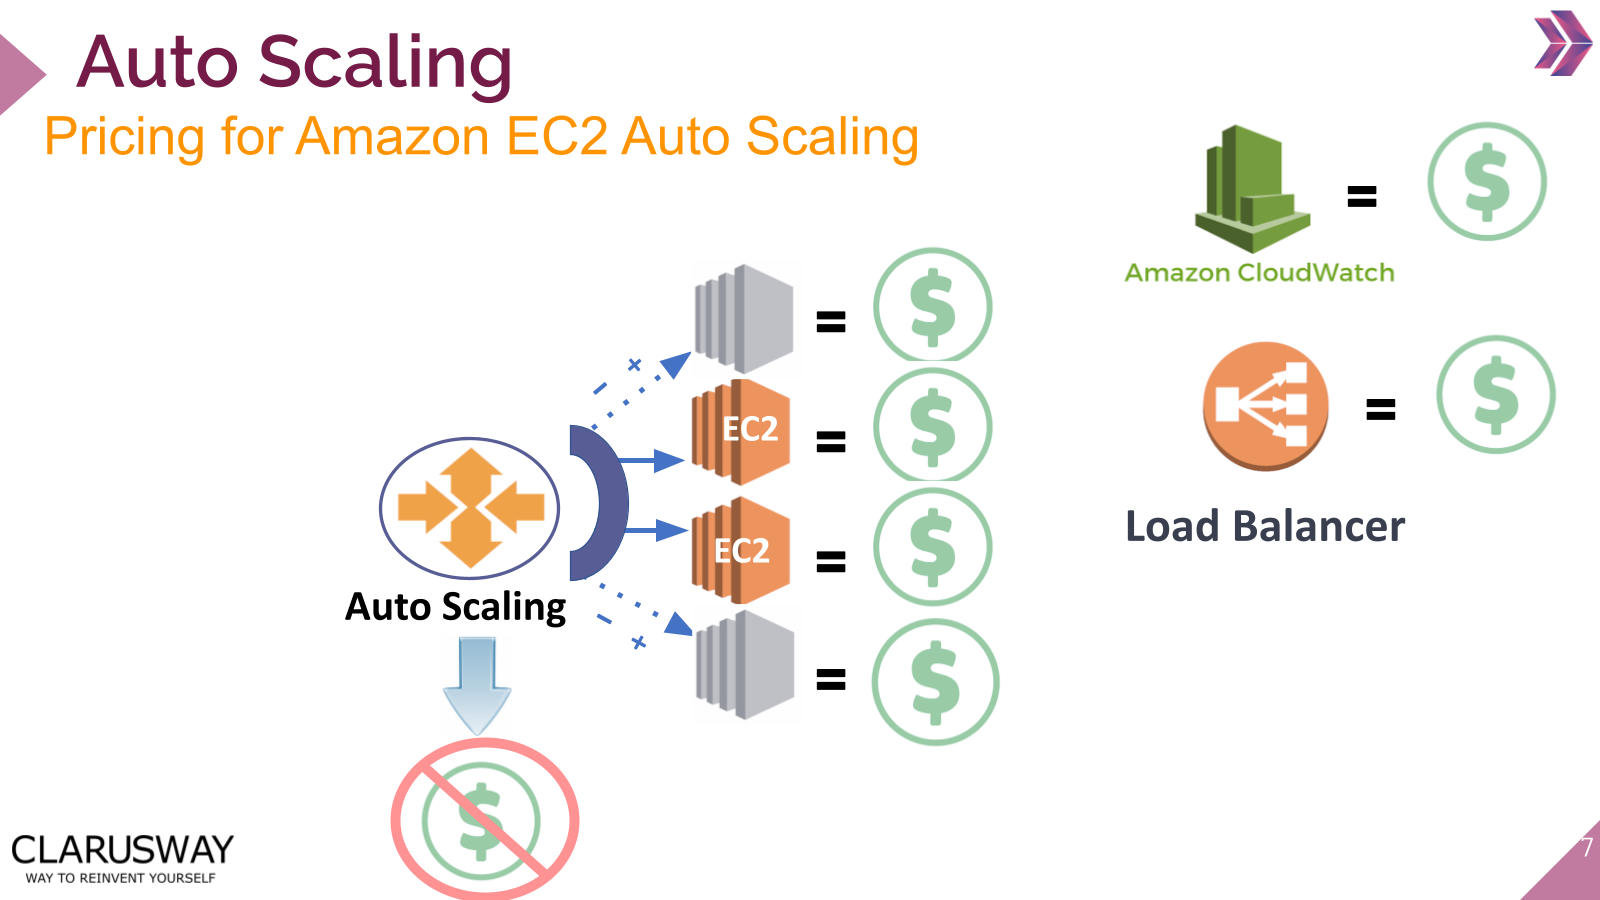 Auto Scaling
Pricing for Amazon EC2 Auto Scaling
= $
Amazon CloudWatch
= $
EC2 = $
= $
Load Balancer
EC2 = $
Auto Scaling
= $
$
CLARUSWAY
WAY TO REINVENT YOURSELF
7